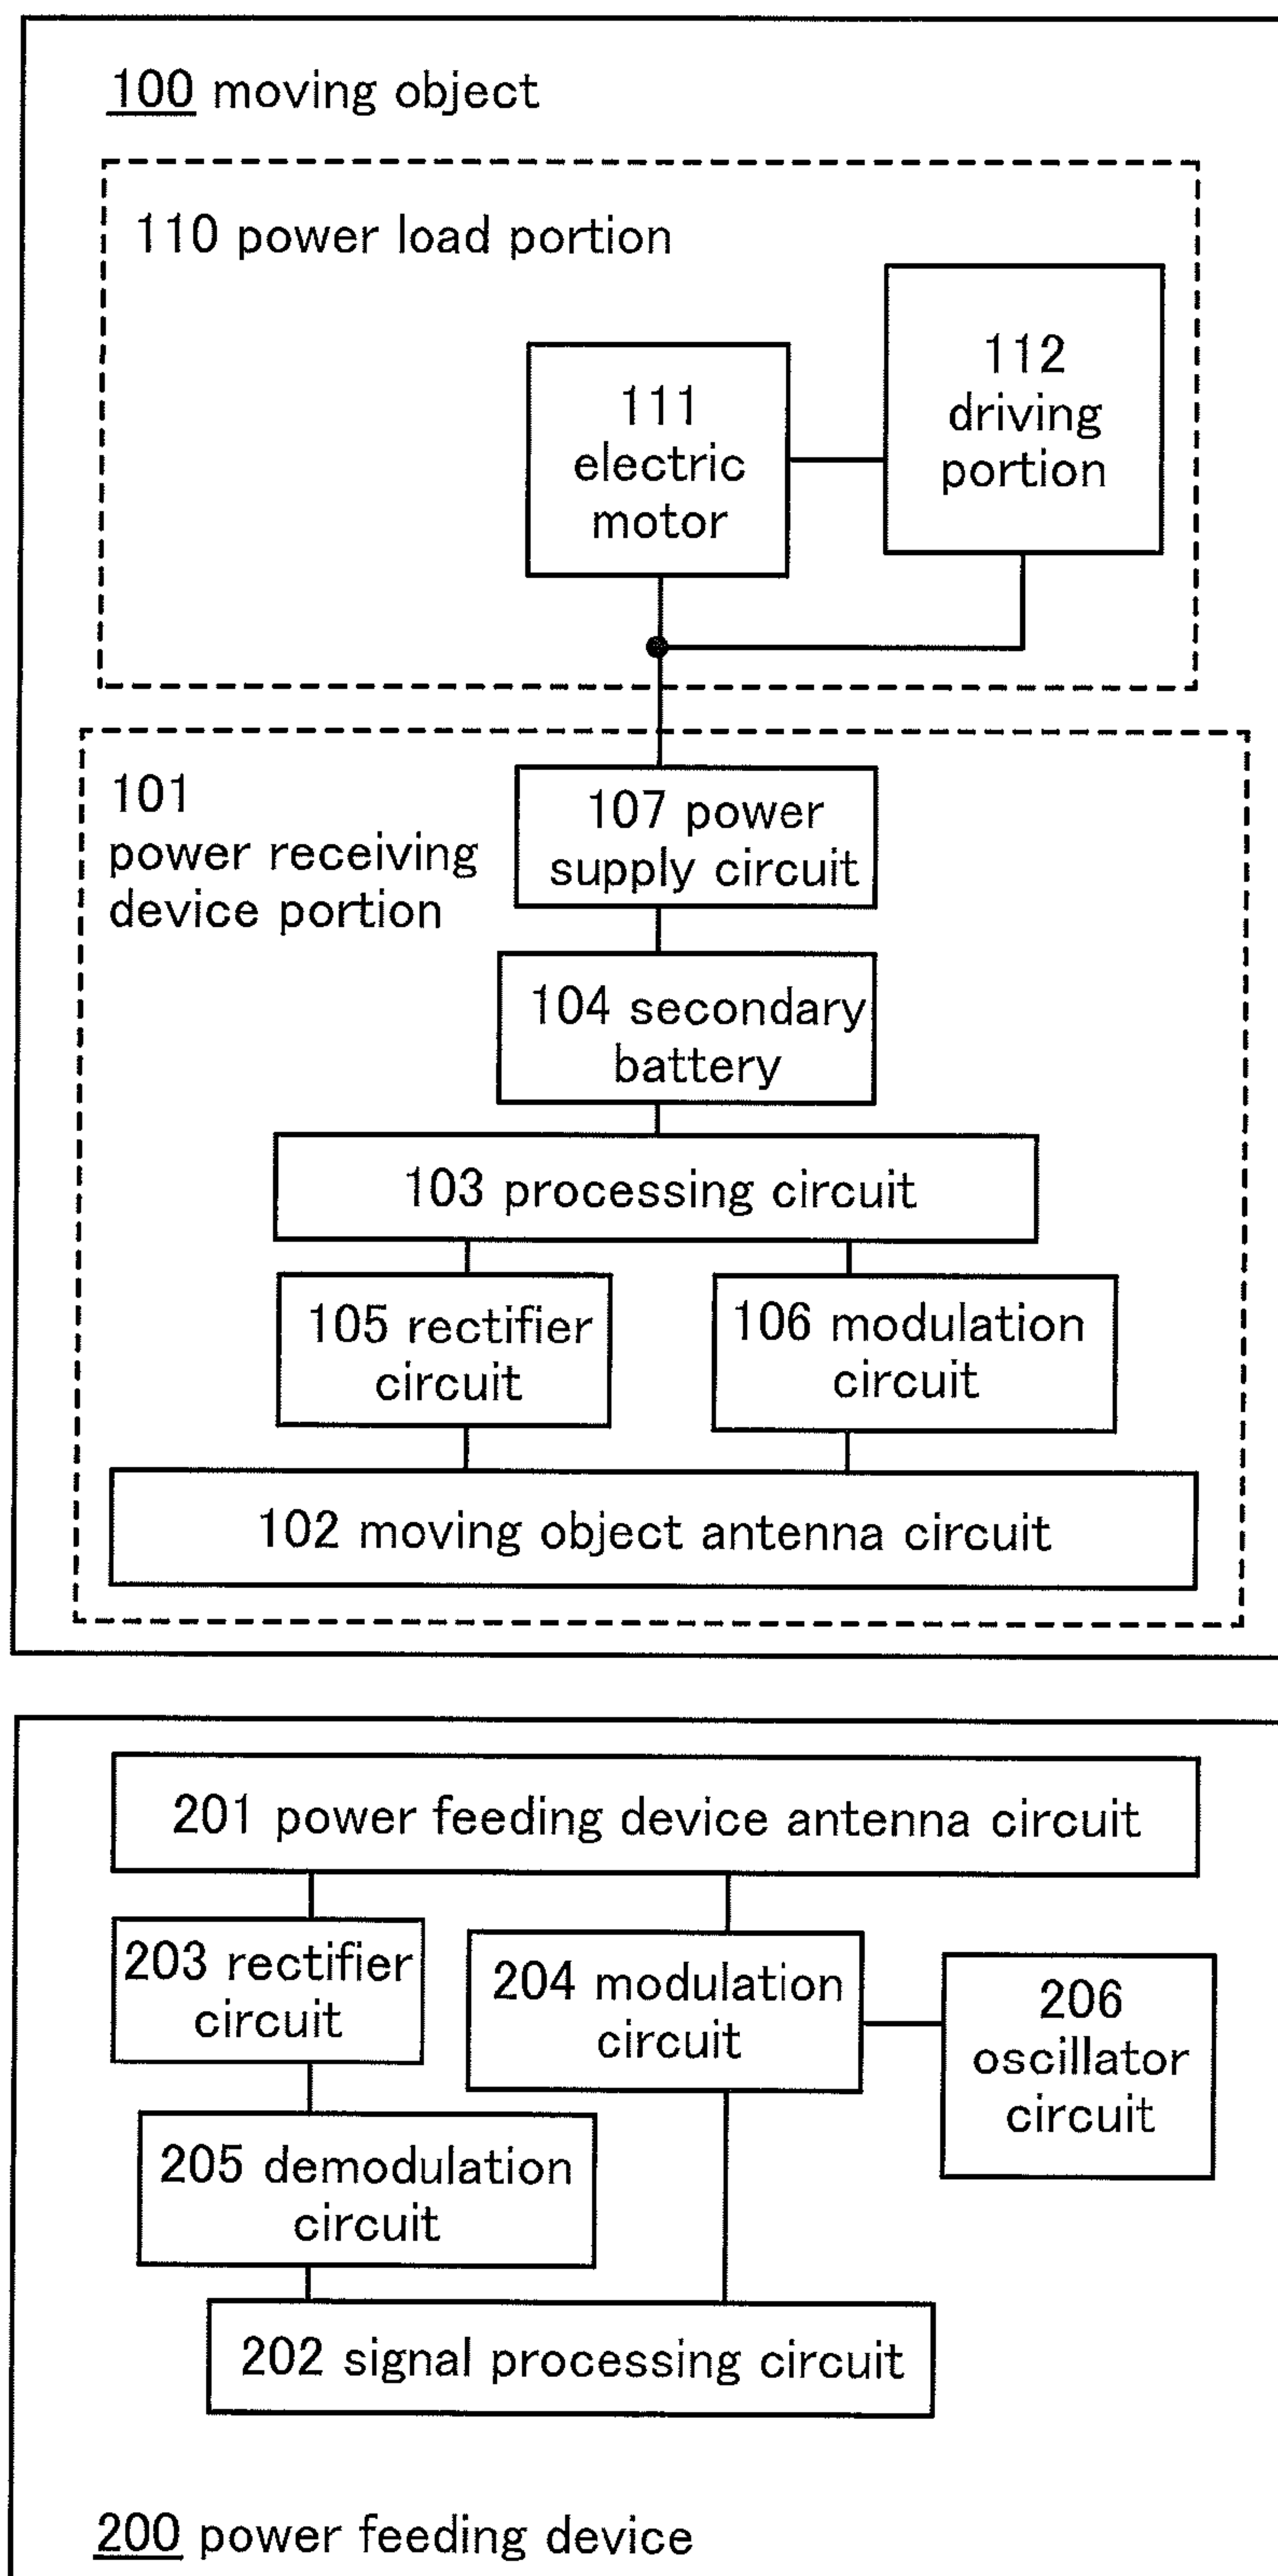 100 moving object
110 power load portion
111
electric
motor
112
driving
portion
101
power receiving
device portion
107 power
supply circuit
104 secondary
battery
103 processing circuit
105 rectifier
circuit
106 modulation
circuit
102 moving object antenna circuit
201 power feeding device antenna circuit
203 rectifier
circuit
204 modulation
circuit
206
oscillator
circuit
205 demodulation
circuit
202 signal processing circuit
200 power feeding device